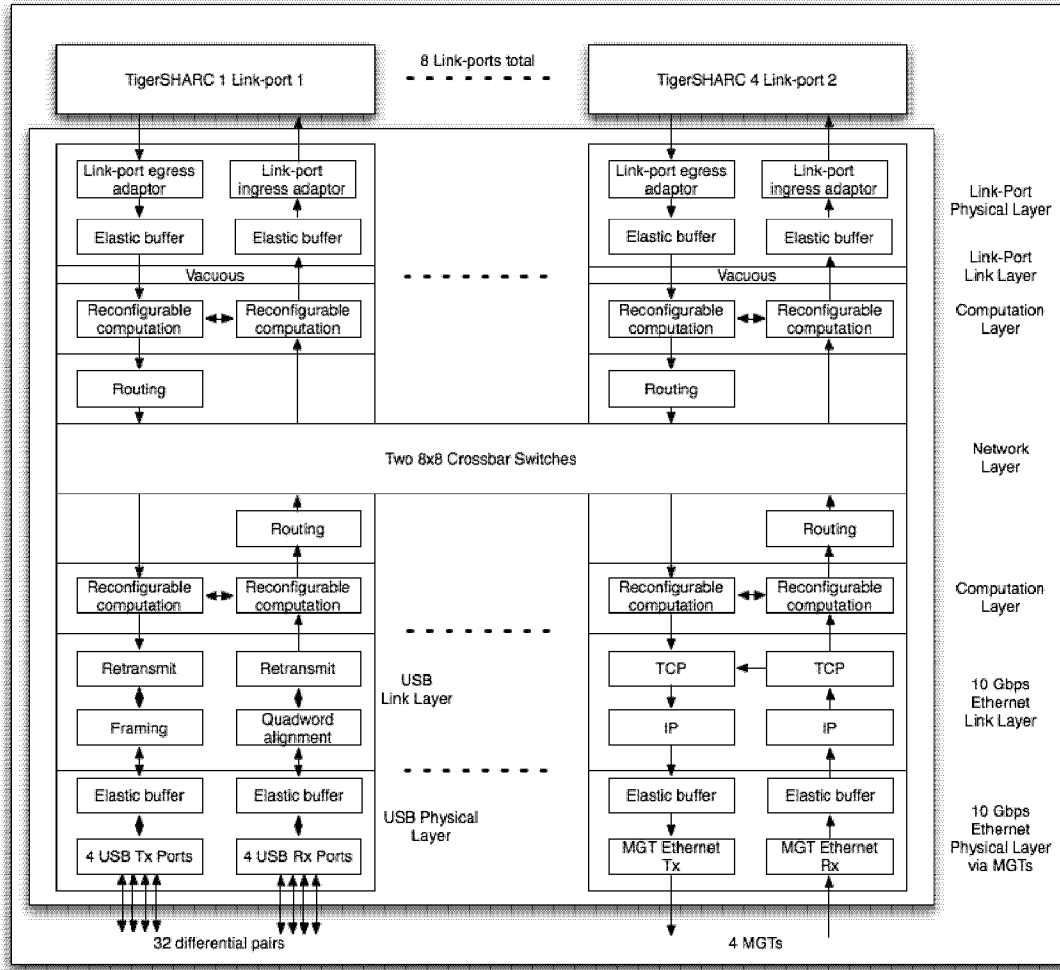 TigerSHARC 1 Link-port 1
8 Link-ports total
TigerSHARC 4 Link-port 2
Link-port egress
adaptor
Link-port
ingress adaptor
Link-port egress
adaptor
Link-port
ingress adaptor
Link-Port
Physical Layer
Elastic buffer
Elastic buffer
Elastic buffer
Elastic buffer
Vacuous
Vacuous
Link-Port
Link Layer
Reconfigurable
computation
Reconfigurable
computation
Reconfigurable
computation
Reconfigurable
computation
Computation
Layer
Routing
Routing
Two 8x8 Crossbar Switches
Network
Layer
Routing
Routing
Reconfigurable
computation
Reconfigurable
computation
Reconfigurable
computation
Reconfigurable
computation
Computation
Layer
Retransmit
Retransmit
USB
Link Layer
TCP
TCP
10 Gbps
Ethernet
Link Layer
Framing
Quadword
alignment
IP
IP
Elastic buffer
Elastic buffer
USB Physical
Layer
Elastic buffer
Elastic buffer
10 Gbps
Ethernet
Physical Layer
via MGTs
4 USB Tx Ports
4 USB Rx Ports
MGT Ethernet
Tx
MGT Ethernet
Rx
32 differential pairs
4 MGTs